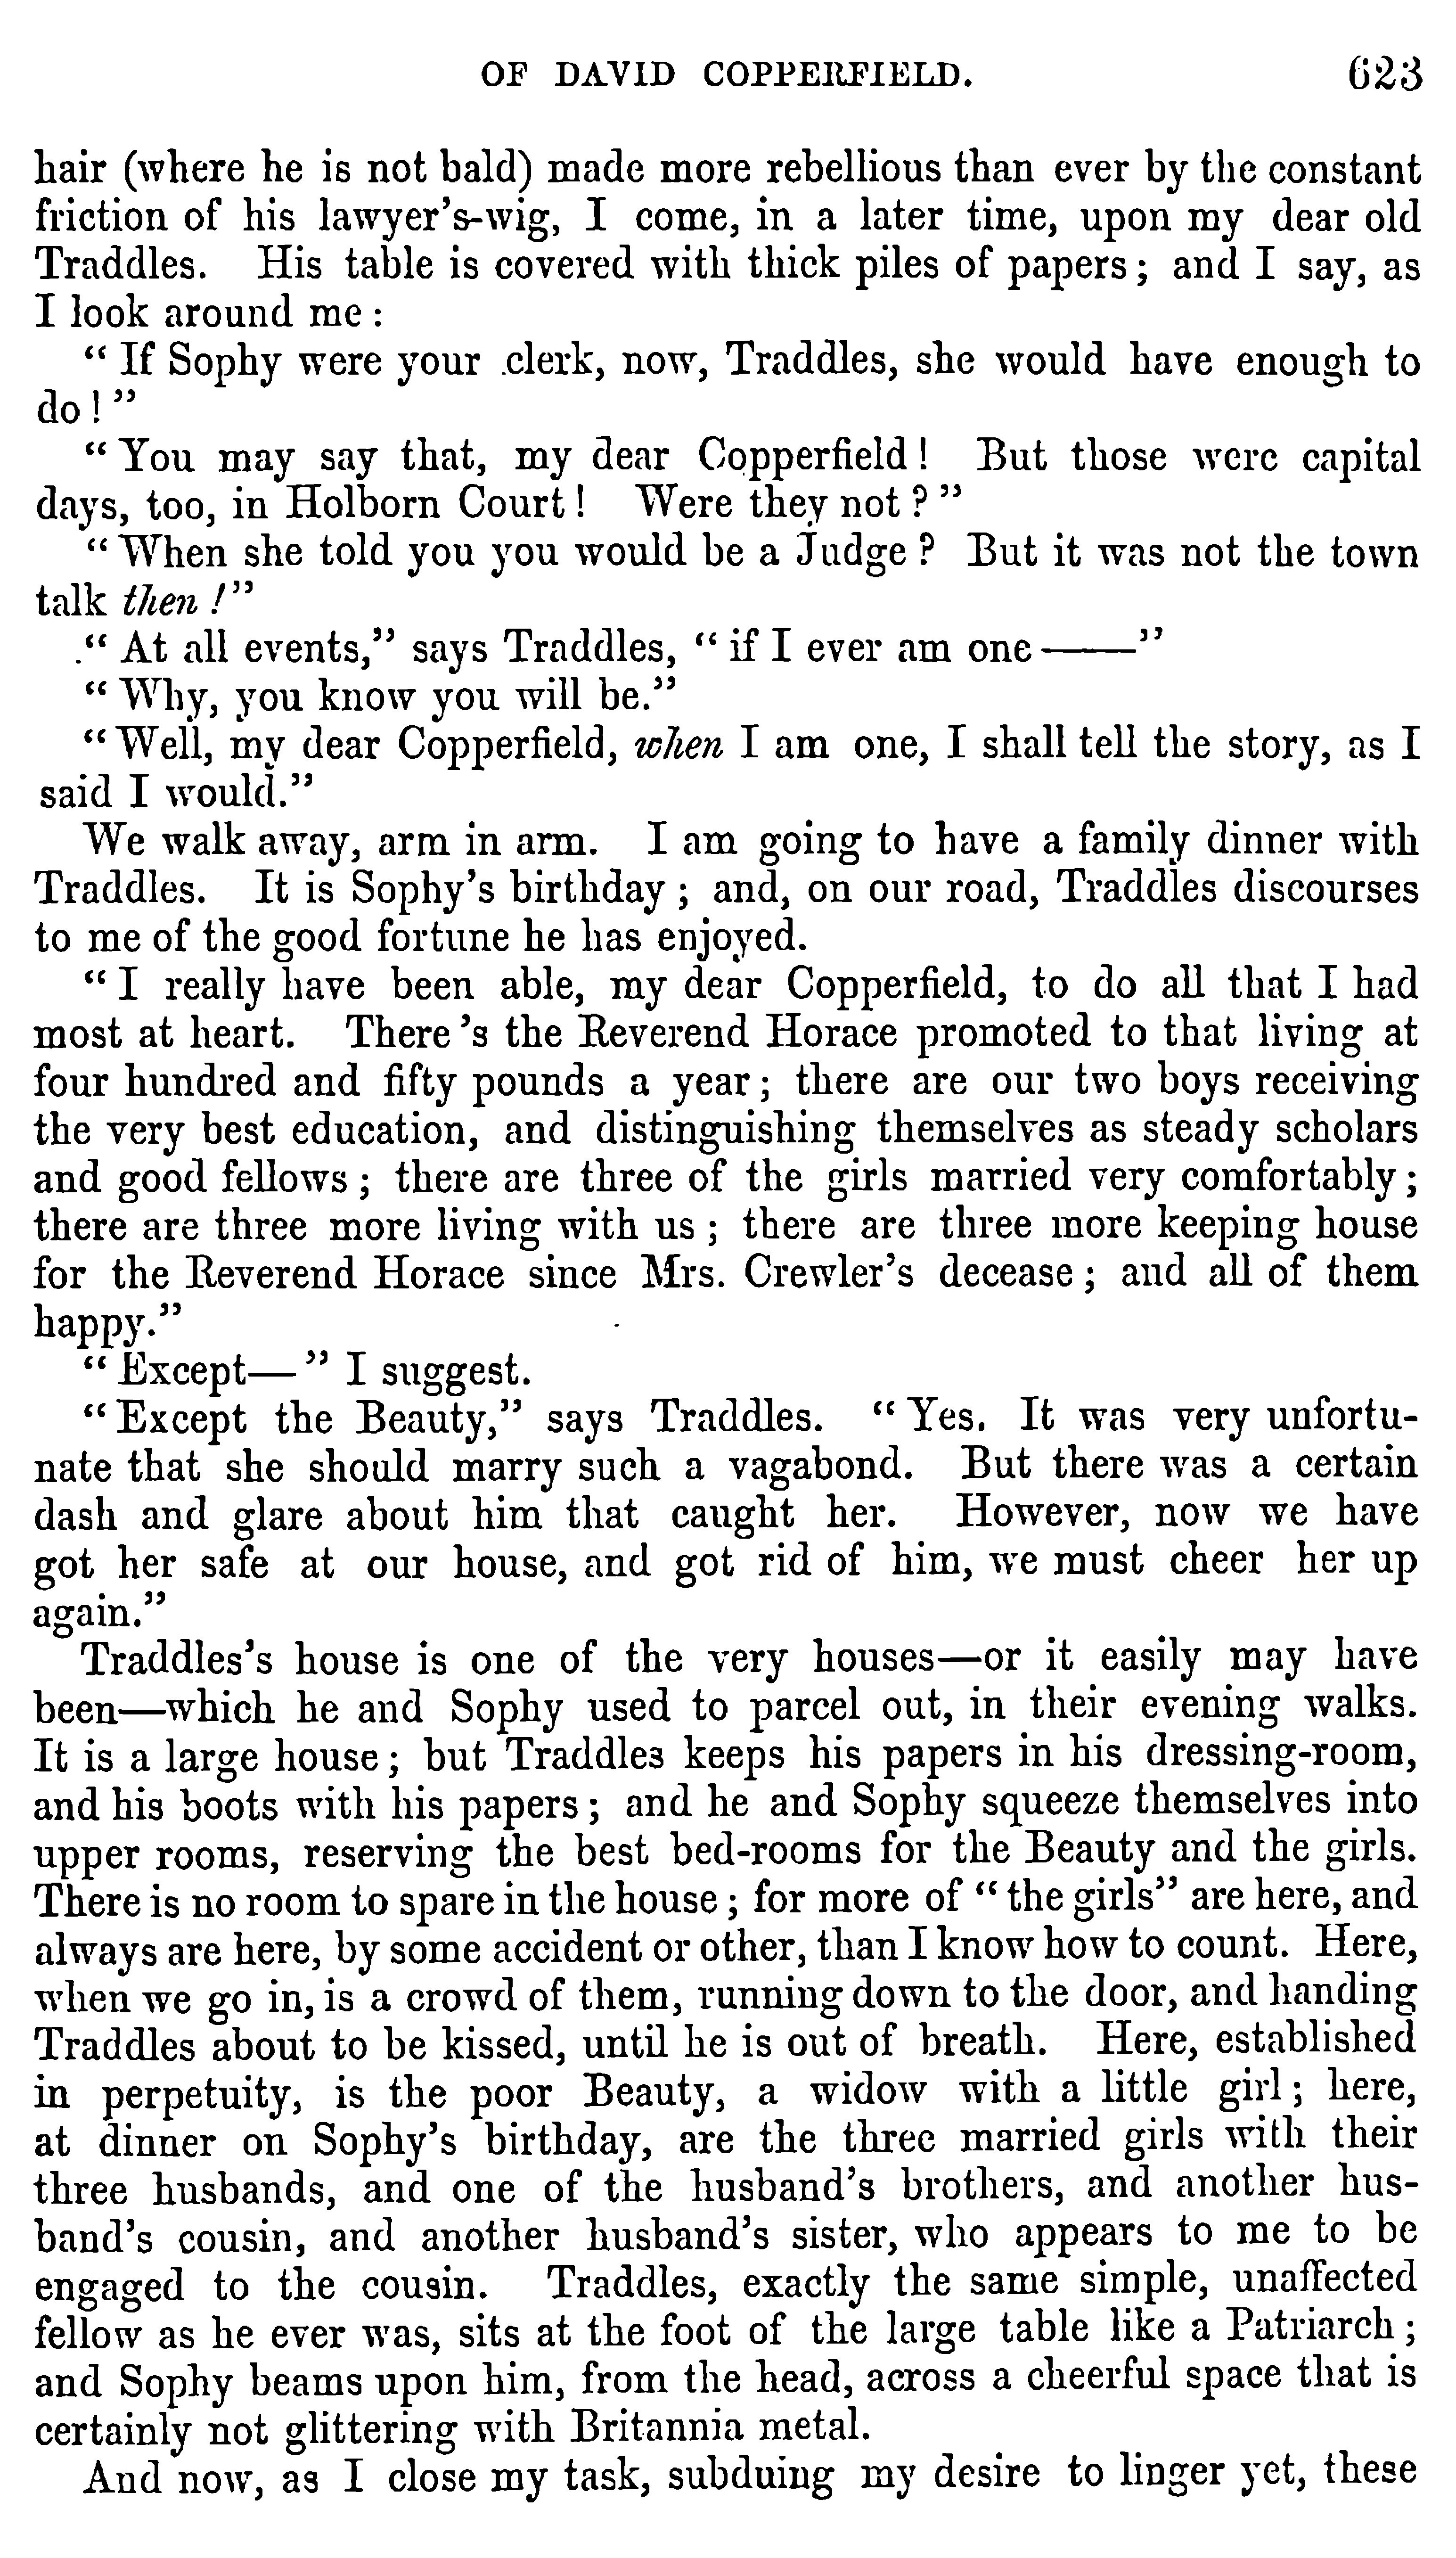 OF DAVID COPPERFIELD. 623
hair (where he is not bald) made more rebellious than ever by the constant
friction of his lawyer's-wig, I come, in a later time, upon my dear old
Traddles. His table is covered with thick piles of papers; and I say, as
I look around me:
"If Sophy were your clerk, now, Traddles, she would have enough to
do!"
"You may say that, my dear Copperfield! But those were capital
days, too, in Holborn Court! Were they not?"
"When she told you you would be a Judge? But it was not the town
talk then!"
"At all events," says Traddles, "if I ever am one——"
"Why, you know you will be."
"Well, my dear Copperfield, when I am one, I shall tell the story, as I
said I would."
We walk away, arm in arm. I am going to have a family dinner with
Traddles. It is Sophy's birthday; and, on our road, Traddles discourses
to me of the good fortune he has enjoyed.
"I really have been able, my dear Copperfield, to do all that I had
most at heart. There's the Reverend Horace promoted to that living at
four hundred and fifty pounds a year; there are our two boys receiving
the very best education, and distinguishing themselves as steady scholars
and good fellows; there are three of the girls married very comfortably;
there are three more living with us; there are three more keeping house
for the Reverend Horace since Mrs. Crewler's decease; and all of them
happy."
"Except—" I suggest.
"Except the Beauty," says Traddles. "Yes. It was very unfortu-
nate that she should marry such a vagabond. But there was a certain
dash and glare about him that caught her. However, now we have
got her safe at our house, and got rid of him, we must cheer her up
again."
Traddles's house is one of the very houses—or it easily may have
been—which he and Sophy used to parcel out, in their evening walks.
It is a large house; but Traddles keeps his papers in his dressing-room,
and his boots with his papers; and he and Sophy squeeze themselves into
upper rooms, reserving the best bed-rooms for the Beauty and the girls.
There is no room to spare in the house; for more of "the girls" are here, and
always are here, by some accident or other, than I know how to count. Here,
when we go in, is a crowd of them, running down to the door, and handing
Traddles about to be kissed, until he is out of breath. Here, established
in perpetuity, is the poor Beauty, a widow with a little girl; here,
at dinner on Sophy's birthday, are the three married girls with their
three husbands, and one of the husband's brothers, and another hus-
band's cousin, and another husband's sister, who appears to me to be
engaged to the cousin. Traddles, exactly the same simple, unaffected
fellow as he ever was, sits at the foot of the large table like a Patriarch;
and Sophy beams upon him, from the head, across a cheerful space that is
certainly not glittering with Britannia metal.
And now, as I close my task, subduing my desire to linger yet, these